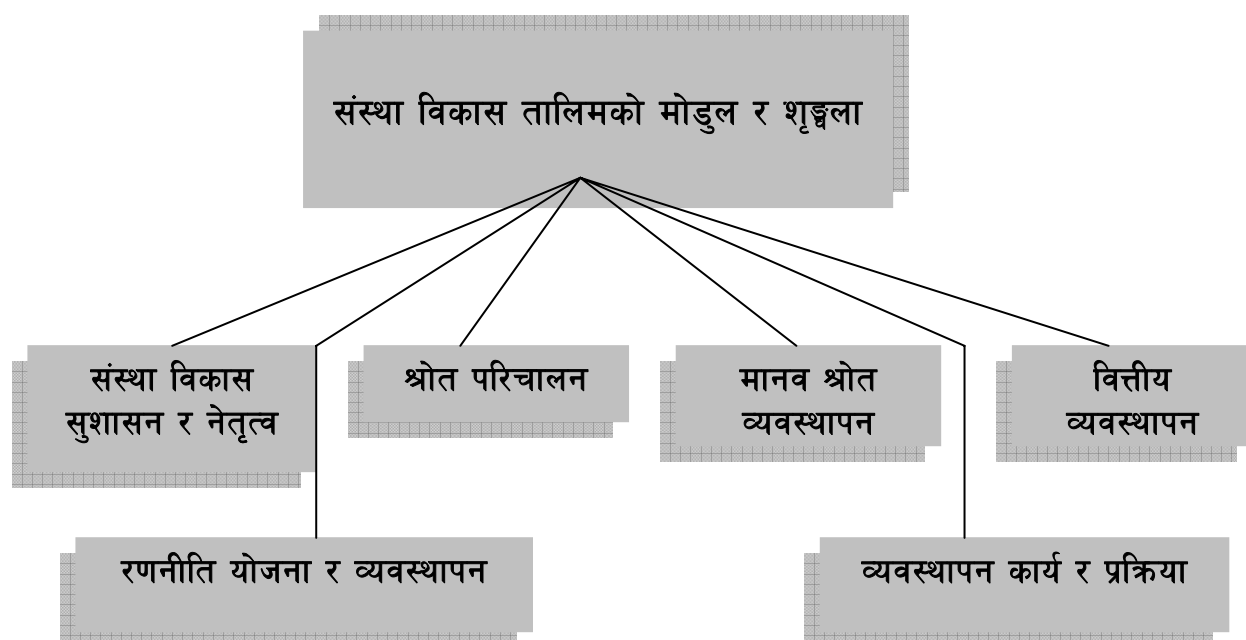 संस्था विकास तालिमको मोडुल र शृङ्खला
संस्था विकास
सुशासन र नेतृत्व
श्रोत परिचालन
मानव श्रोत
व्यवस्थापन
वित्तीय
व्यवस्थापन
रणनीति योजना र व्यवस्थापन
व्यवस्थापन कार्य र प्रक्रिया